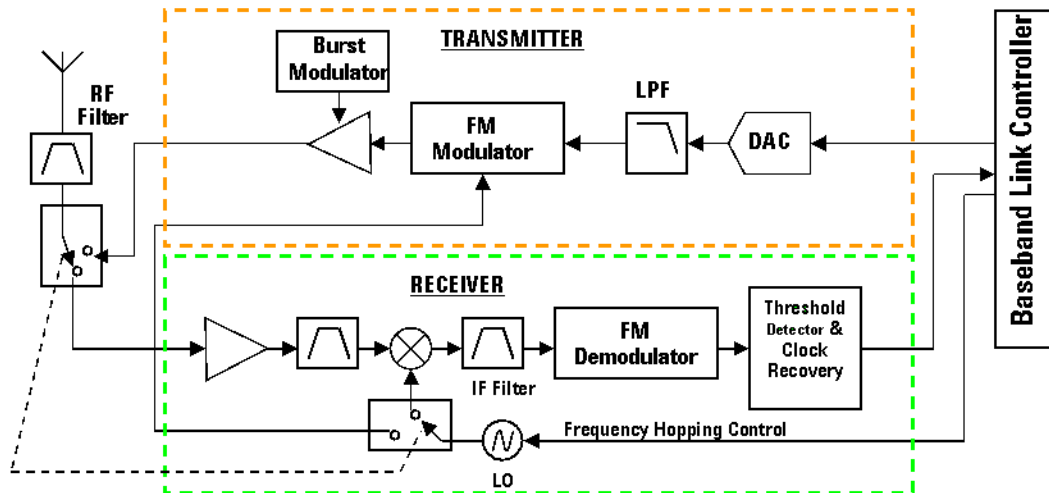 TRANSMITTER
Burst
Modulator
RF
Filter
LPF
FM
Modulator
DAC
Baseband Link Controller
RECEIVER
Threshold
Detector &
Clock
Recovery
FM
Demodulator
IF Filter
Frequency Hopping Control
LO